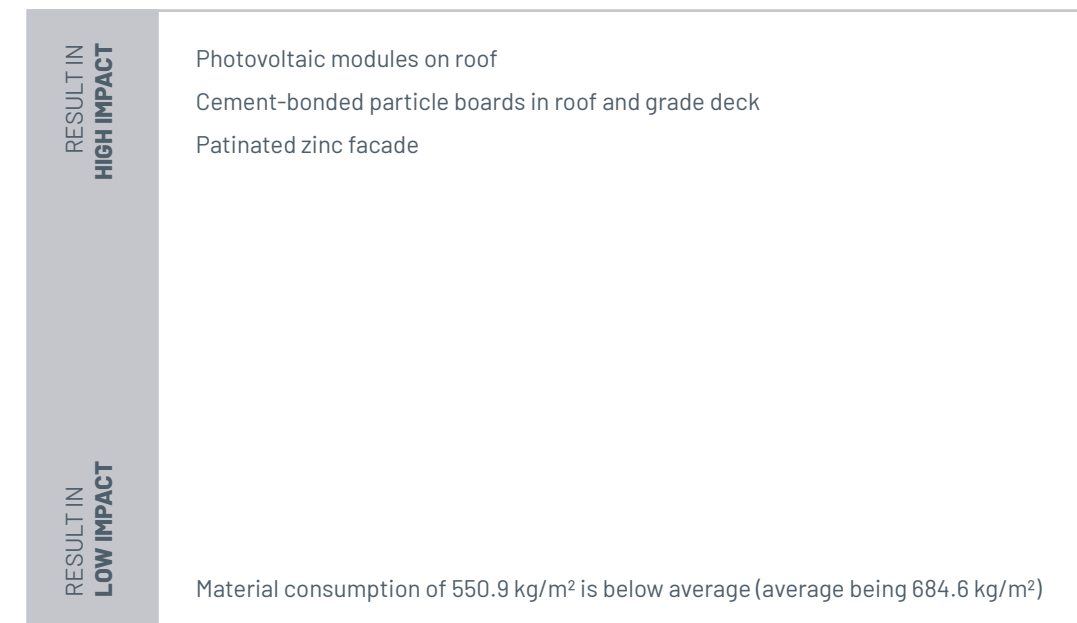 RESULT IN
HIGH IMPACT
Photovoltaic modules on roof
Cement-bonded particle boards in roof and grade deck
Patinated zinc facade
RESULT IN
LOW IMPACT
Material consumption of 550.9 kg/m² is below average (average being 684.6 kg/m²)